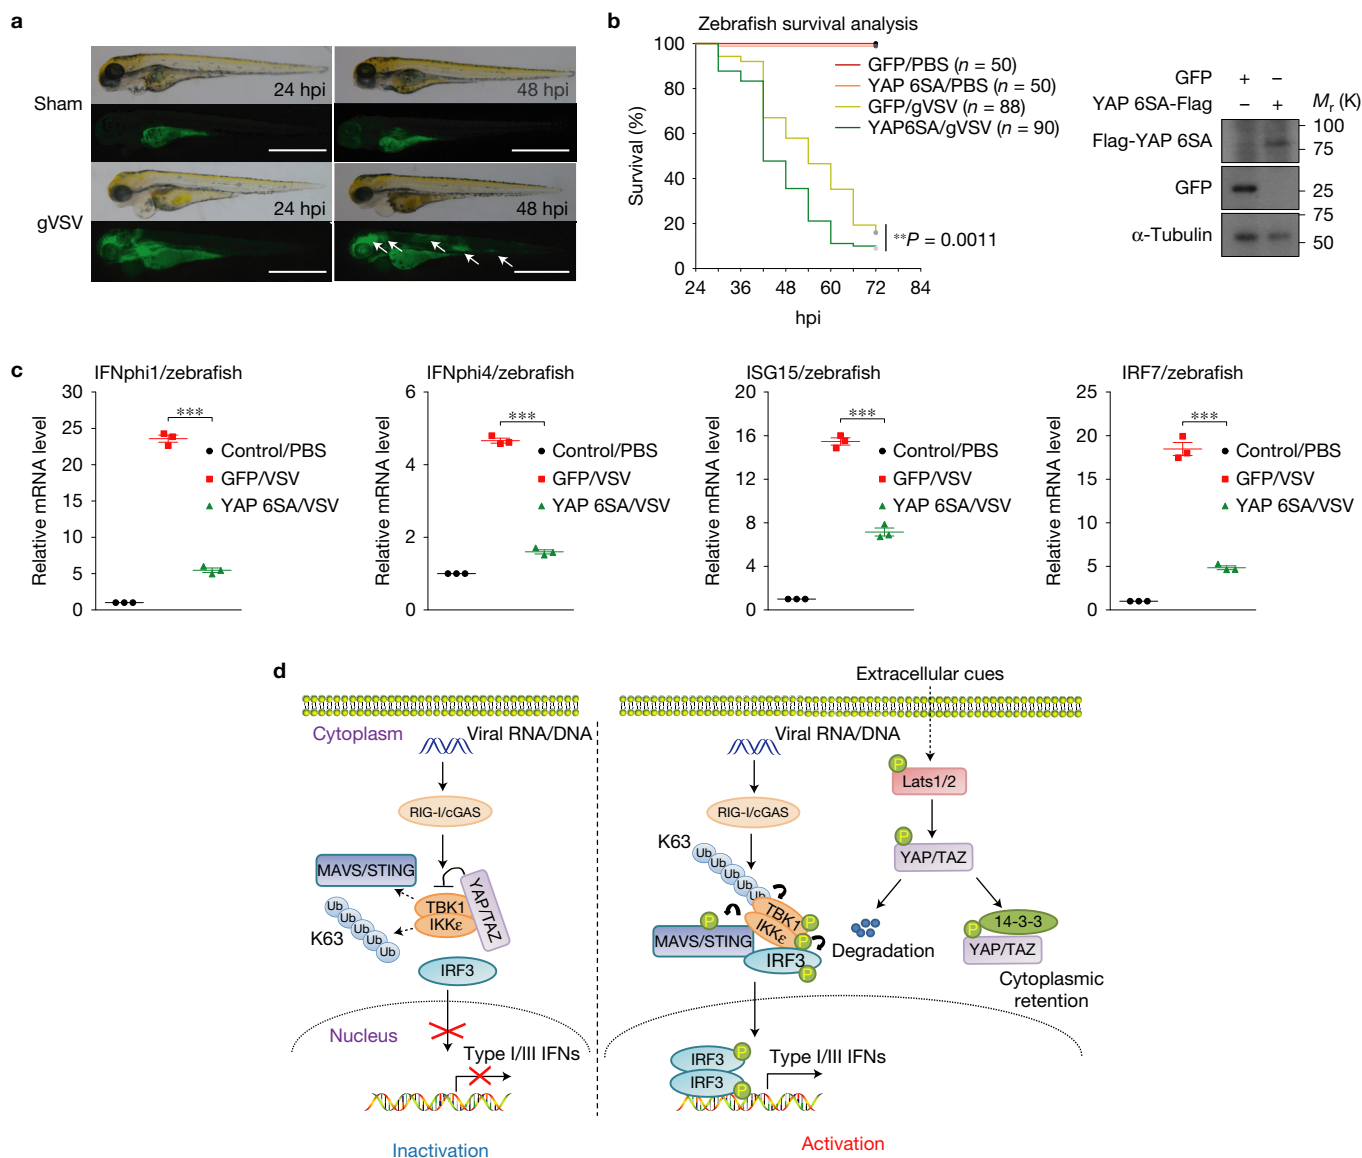 a
Sham
24 hpi
48 hpi
gVSV
24 hpi
48 hpi
b
Zebrafish survival analysis
Survival (%)
100
80
60
40
20
0
24 36 48 60 72 84
hpi
GFP/PBS (n = 50)
YAP 6SA/PBS (n = 50)
GFP/gVSV (n = 88)
YAP6SA/gVSV (n = 90)
**P = 0.0011
GFP + −
YAP 6SA-Flag − + Mr (K)
Flag-YAP 6SA
100
75
GFP
25
75
α-Tubulin
50
c
IFNphi1/zebrafish
Relative mRNA level
30
25
20
15
10
5
0
***
Control/PBS
GFP/VSV
YAP 6SA/VSV
IFNphi4/zebrafish
Relative mRNA level
6
4
2
0
***
Control/PBS
GFP/VSV
YAP 6SA/VSV
ISG15/zebrafish
Relative mRNA level
20
16
12
8
4
0
***
Control/PBS
GFP/VSV
YAP 6SA/VSV
IRF7/zebrafish
Relative mRNA level
25
20
15
10
5
0
***
Control/PBS
GFP/VSV
YAP 6SA/VSV
d
Cytoplasm
Viral RNA/DNA
RIG-I/cGAS
MAVS/STING
YAP/TAZ
TBK1
IKKε
Ub
Ub
Ub
Ub
Ub
K63
IRF3
Nucleus
Type I/III IFNs
Inactivation
Extracellular cues
Viral RNA/DNA
P
Lats1/2
RIG-I/cGAS
K63
Ub
Ub
Ub
Ub
Ub
P
YAP/TAZ
TBK1
P
IKKε
P
P
MAVS/STING
IRF3
P
Degradation
14-3-3
P
YAP/TAZ
Cytoplasmic
retention
IRF3
P
IRF3
P
Type I/III IFNs
Activation